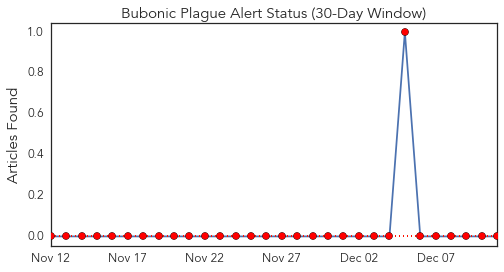 Bubonic Plague Alert Status (30-Day Window)
Articles Found
1.0
0.8
0.6
0.4
0.2
0.0
Nov 12 Nov 17 Nov 22 Nov 27 Dec 02 Dec 07